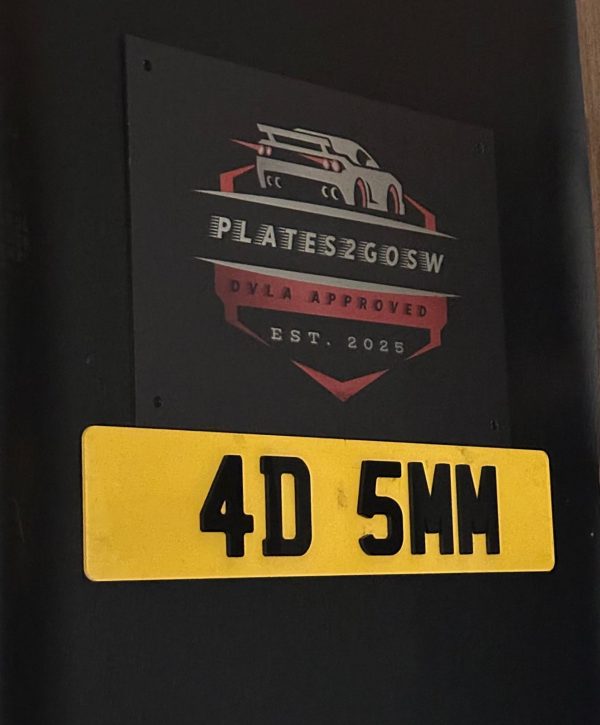 PLATES2GOSW
DVLA APPROVED
EST. 2025
4D 5MM